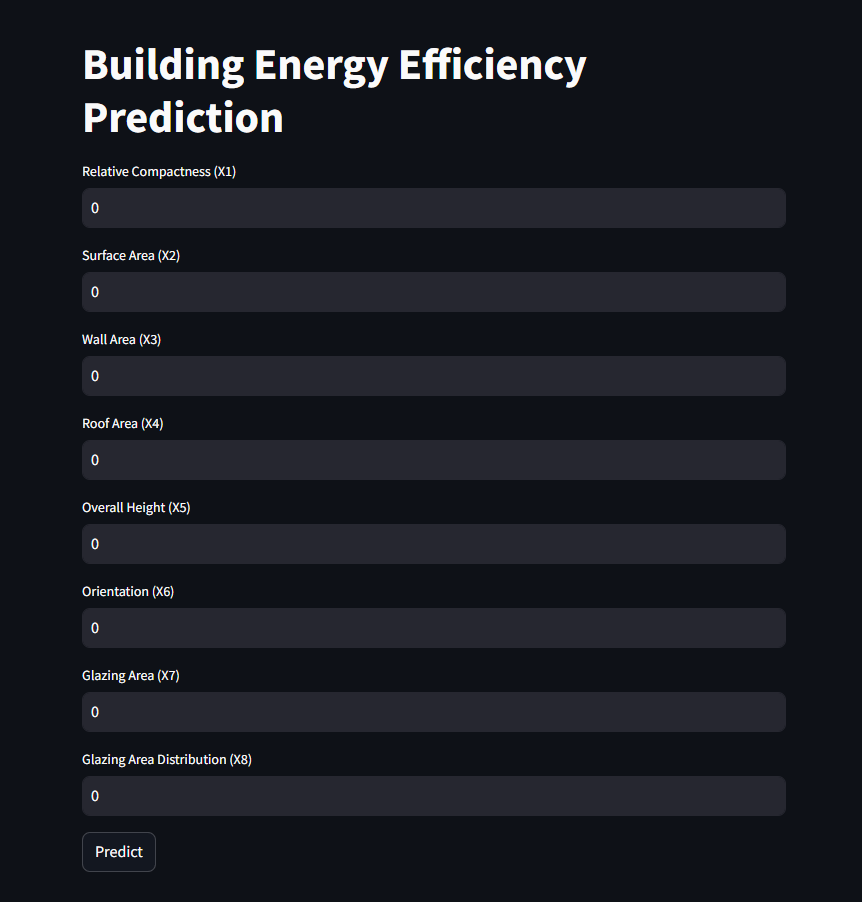 Building Energy Efficiency
Prediction
Relative Compactness (X1)
0
Surface Area (X2)
0
Wall Area (X3)
0
Roof Area (X4)
0
Overall Height (X5)
0
Orientation (X6)
0
Glazing Area (X7)
0
Glazing Area Distribution (X8)
0
Predict